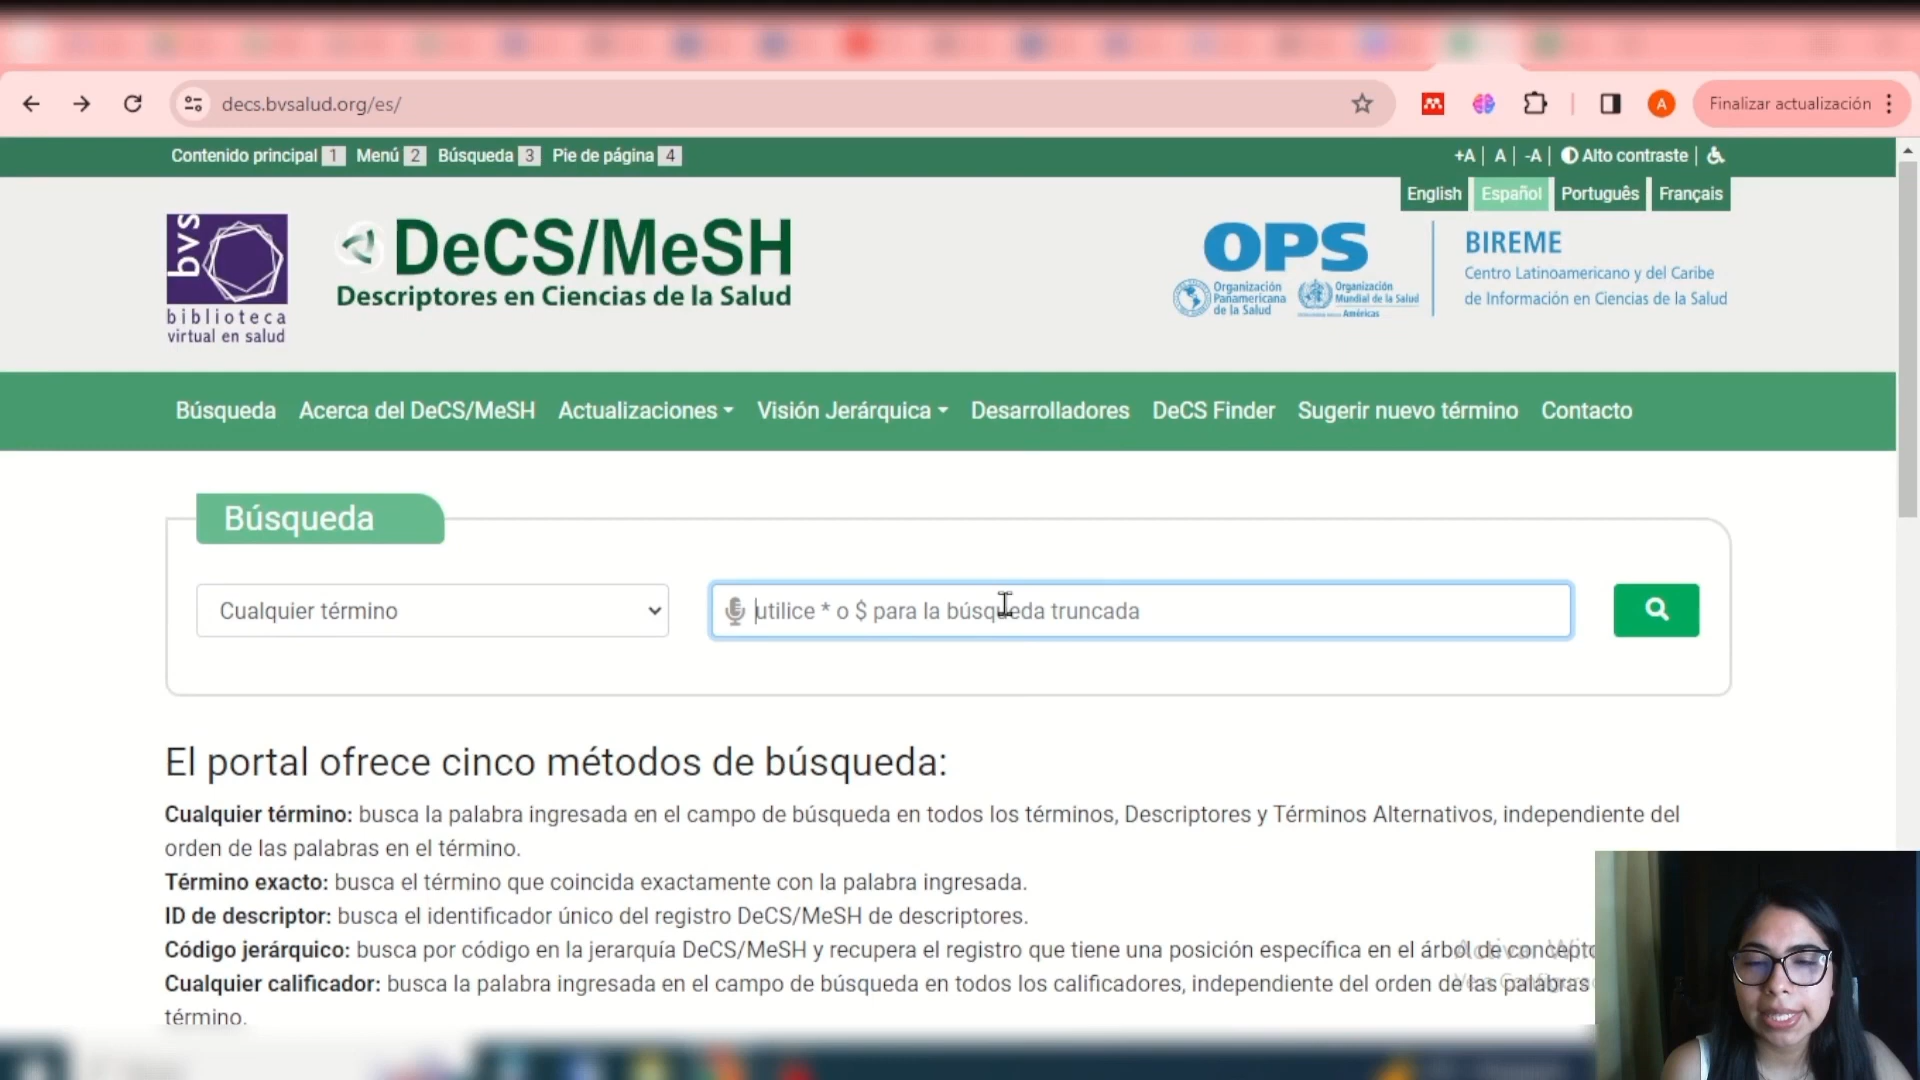 decs.bvsalud.org/es/
A
Finalizar actualización
Contenido principal 1 Menú 2 Búsqueda 3 Pie de página 4
+A | A | -A | Alto contraste |
English Español Português Français
bvs
biblioteca
virtual en salud
DeCS/MeSH
Descriptores en Ciencias de la Salud
OPS
Organización
Panamericana
de la Salud
Organización
Mundial de la Salud
Américas
BIREME
Centro Latinoamericano y del Caribe
de Información en Ciencias de la Salud
Búsqueda Acerca del DeCS/MeSH Actualizaciones Visión Jerárquica Desarrolladores DeCS Finder Sugerir nuevo término Contacto
Búsqueda
Cualquier término
utilice * o $ para la búsqueda truncada
El portal ofrece cinco métodos de búsqueda:
Cualquier término: busca la palabra ingresada en el campo de búsqueda en todos los términos, Descriptores y Términos Alternativos, independiente del
orden de las palabras en el término.
Término exacto: busca el término que coincida exactamente con la palabra ingresada.
ID de descriptor: busca el identificador único del registro DeCS/MeSH de descriptores.
Código jerárquico: busca por código en la jerarquía DeCS/MeSH y recupera el registro que tiene una posición específica en el árbol de concepto
Cualquier calificador: busca la palabra ingresada en el campo de búsqueda en todos los calificadores, independiente del orden de las palabras
término.